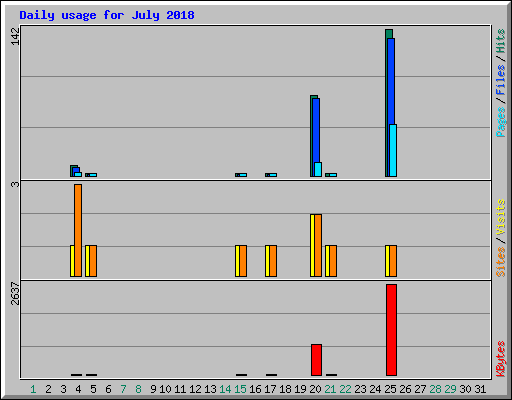 Daily usage for July 2018
142
Pages/Files/Hits
3
Sites/Visits
2637
KBytes
1 2 3 4 5 6 7 8 9 10 11 12 13 14 15 16 17 18 19 20 21 22 23 24 25 26 27 28 29 30 31